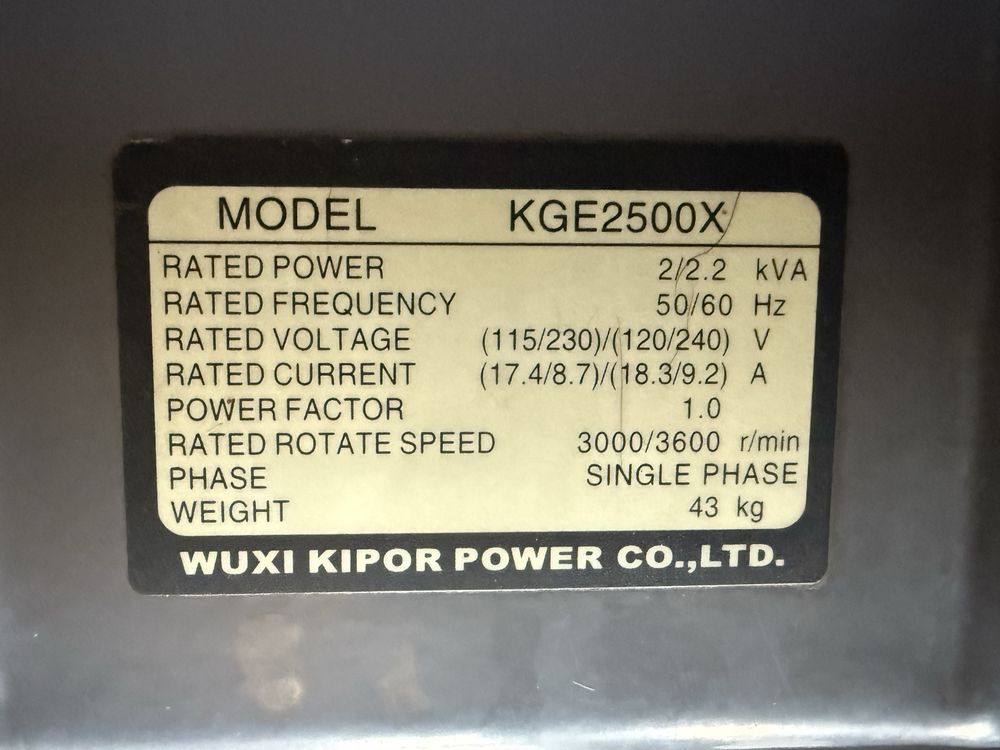 MODEL KGE2500X
RATED POWER 2/2.2 kVA
RATED FREQUENCY 50/60 Hz
RATED VOLTAGE (115/230)/(120/240) V
RATED CURRENT (17.4/8.7)/(18.3/9.2) A
POWER FACTOR 1.0
RATED ROTATE SPEED 3000/3600 r/min
PHASE SINGLE PHASE
WEIGHT 43 kg
WUXI KIPOR POWER CO.,LTD.